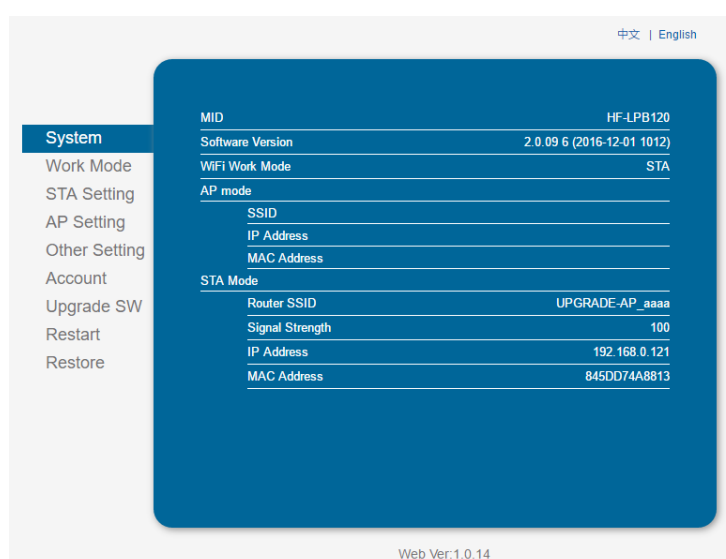 中文 | English
System
Work Mode
STA Setting
AP Setting
Other Setting
Account
Upgrade SW
Restart
Restore
MID HF-LPB120
Software Version 2.0.09 6 (2016-12-01 1012)
WiFi Work Mode STA
AP mode
SSID
IP Address
MAC Address
STA Mode
Router SSID UPGRADE-AP_aaaa
Signal Strength 100
IP Address 192.168.0.121
MAC Address 845DD74A8813
Web Ver:1.0.14